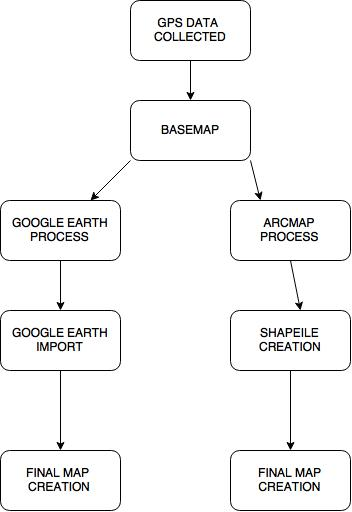 GPS DATA
COLLECTED
BASEMAP
GOOGLE EARTH
PROCESS
ARCMAP
PROCESS
GOOGLE EARTH
IMPORT
SHAPEILE
CREATION
FINAL MAP
CREATION
FINAL MAP
CREATION